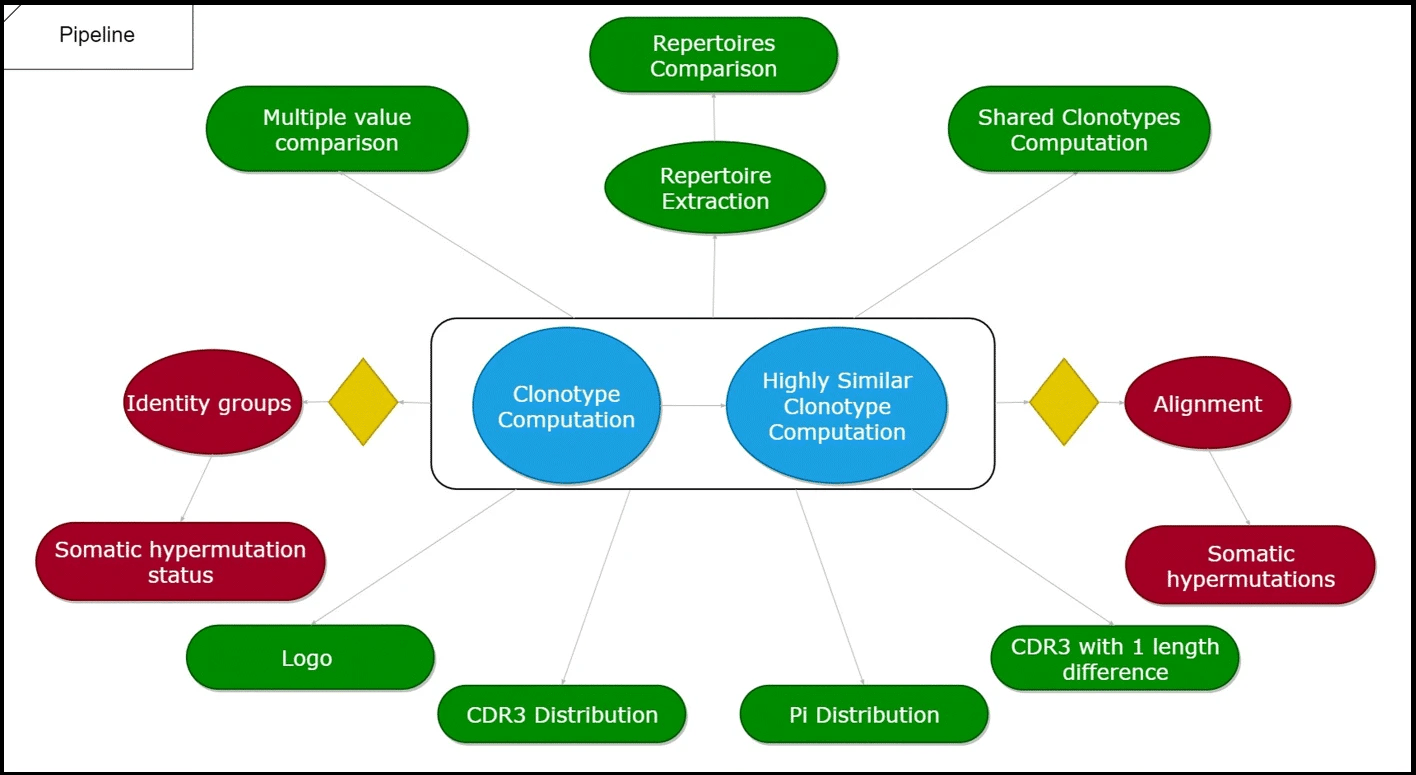 Pipeline
Repertoires
Comparison
Multiple value
comparison
Shared Clonotypes
Computation
Repertoire
Extraction
Identity groups
Clonotype
Computation
Highly Similar
Clonotype
Computation
Alignment
Somatic hypermutation
status
Somatic
hypermutations
Logo
CDR3 with 1 length
difference
CDR3 Distribution
Pi Distribution